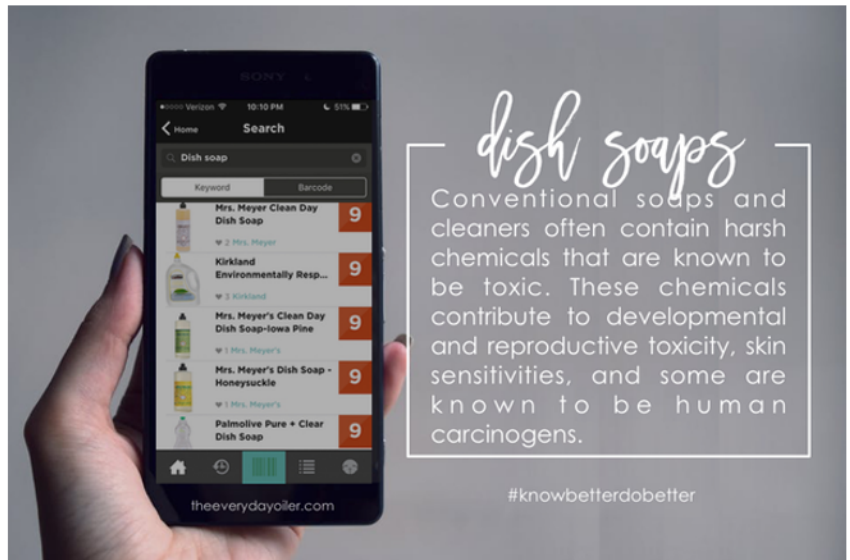 SONY
Verizon 10:10 PM 51%
Home Search
Dish soap
Keyword Barcode
Mrs. Meyer Clean Day
Dish Soap
9
2 Mrs. Meyer
Kirkland
Environmentally Resp...
9
3 Kirkland
Mrs. Meyer's Clean Day
Dish Soap-Iowa Pine
9
1 Mrs. Meyer's
Mrs. Meyer's Dish Soap -
Honeysuckle
9
1 Mrs. Meyer's
Palmolive Pure + Clear
Dish Soap
9
theeverydayoiler.com
dish soaps
Conventional soaps and
cleaners often contain harsh
chemicals that are known to
be toxic. These chemicals
contribute to developmental
and reproductive toxicity, skin
sensitivities, and some are
known to be human
carcinogens.
#knowbetterdobetter